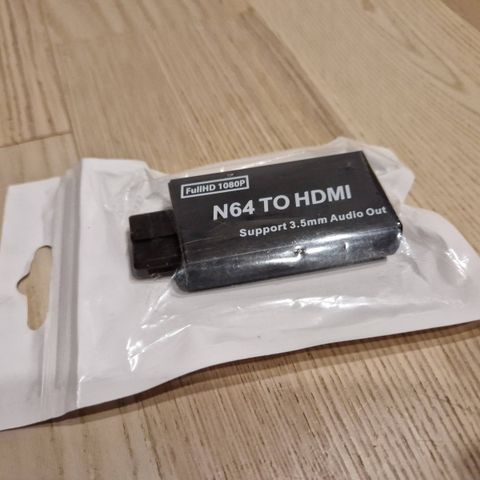 FullHD 1080P
N64 TO HDMI
Support 3.5mm Audio Out